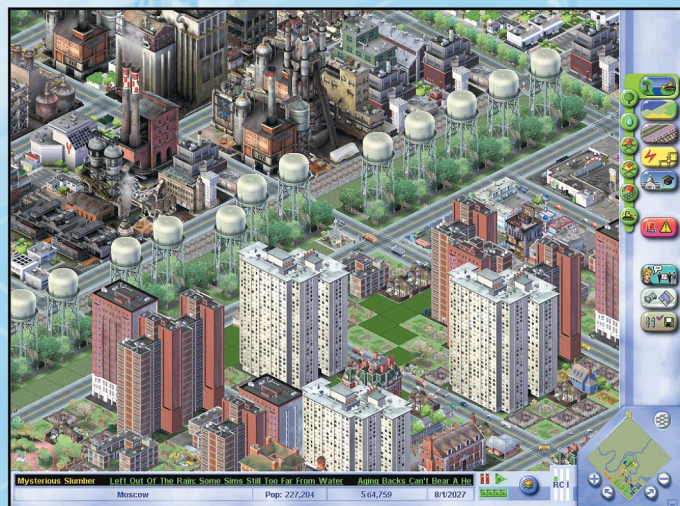 Mysterious Slumber Left Out Of The Rain: Some Sims Still Too Far From Water Aging Backs Can't Bear A He
Moscow Pop: 227,204 $64,759 8/1/2027
RCI